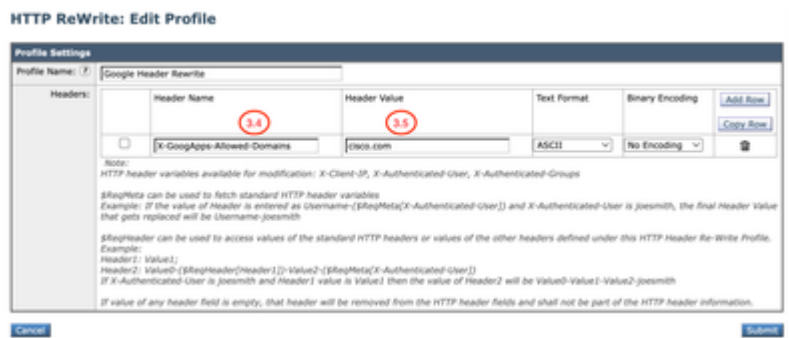 HTTP ReWrite: Edit Profile
Profile Settings
Profile Name: ? Google Header Rewrite
Headers: Header Name Header Value Text Format Binary Encoding Add Row
3.4 3.5 Copy Row
X-GoogApps-Allowed-Domains cisco.com ASCII No Encoding
Note:
HTTP header variables available for modification: X-Client-IP, X-Authenticated-User, X-Authenticated-Groups
$ReqMeta can be used to fetch standard HTTP header variables
Example: If the value of Header is entered as Username-($ReqMeta[X-Authenticated-User]) and X-Authenticated-User is joesmith, the final Header Value
that gets replaced will be Username-joesmith
$ReqHeader can be used to access values of the standard HTTP headers or values of the other headers defined under this HTTP Header Re-Write Profile.
Example:
Header1: Value1;
Header2: Value0-($ReqHeader[Header1])-Value2-($ReqMeta[X-Authenticated-User])
If X-Authenticated-User is joesmith and Header1 value is Value1 then the value of Header2 will be Value0-Value1-Value2-joesmith
If value of any header field is empty, that header will be removed from the HTTP header fields and shall not be part of the HTTP header information.
Cancel Submit